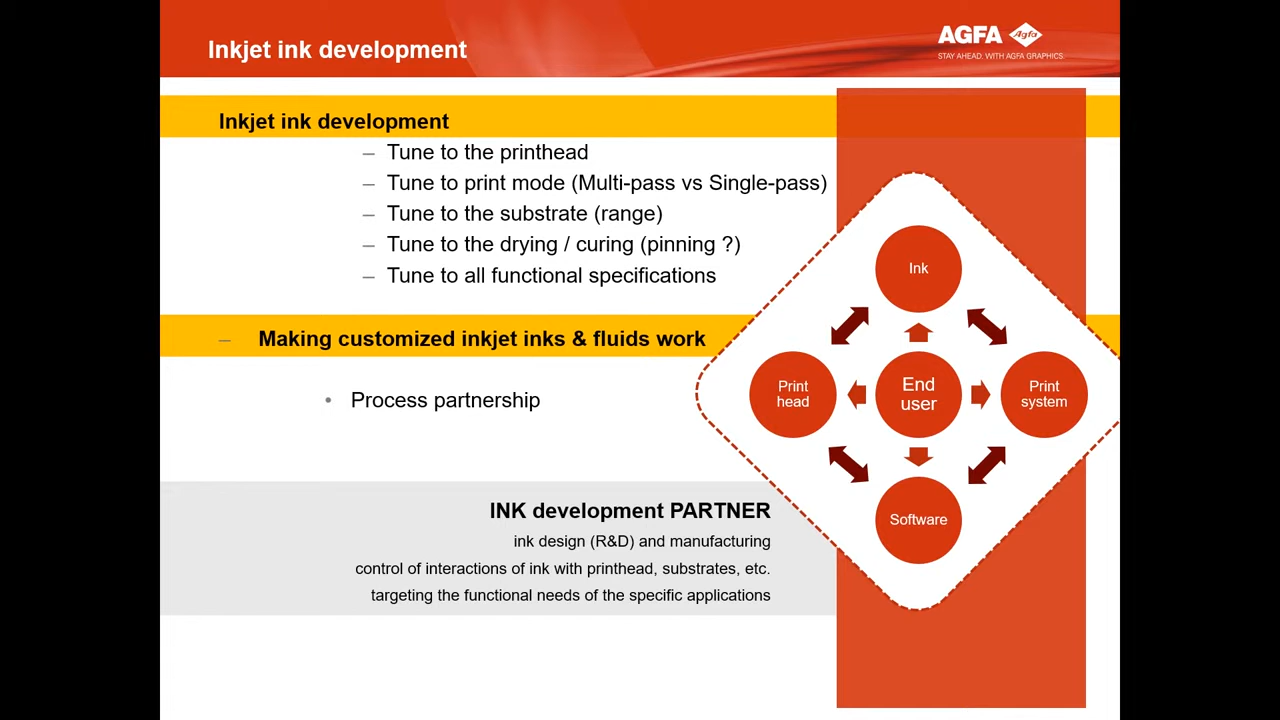 Inkjet ink development
AGFA
Agfa
STAY AHEAD. WITH AGFA GRAPHICS.
Inkjet ink development
– Tune to the printhead
– Tune to print mode (Multi-pass vs Single-pass)
– Tune to the substrate (range)
– Tune to the drying / curing (pinning ?)
– Tune to all functional specifications
– Making customized inkjet inks & fluids work
• Process partnership
INK development PARTNER
ink design (R&D) and manufacturing
control of interactions of ink with printhead, substrates, etc.
targeting the functional needs of the specific applications
Ink
Print
head
End
user
Print
system
Software